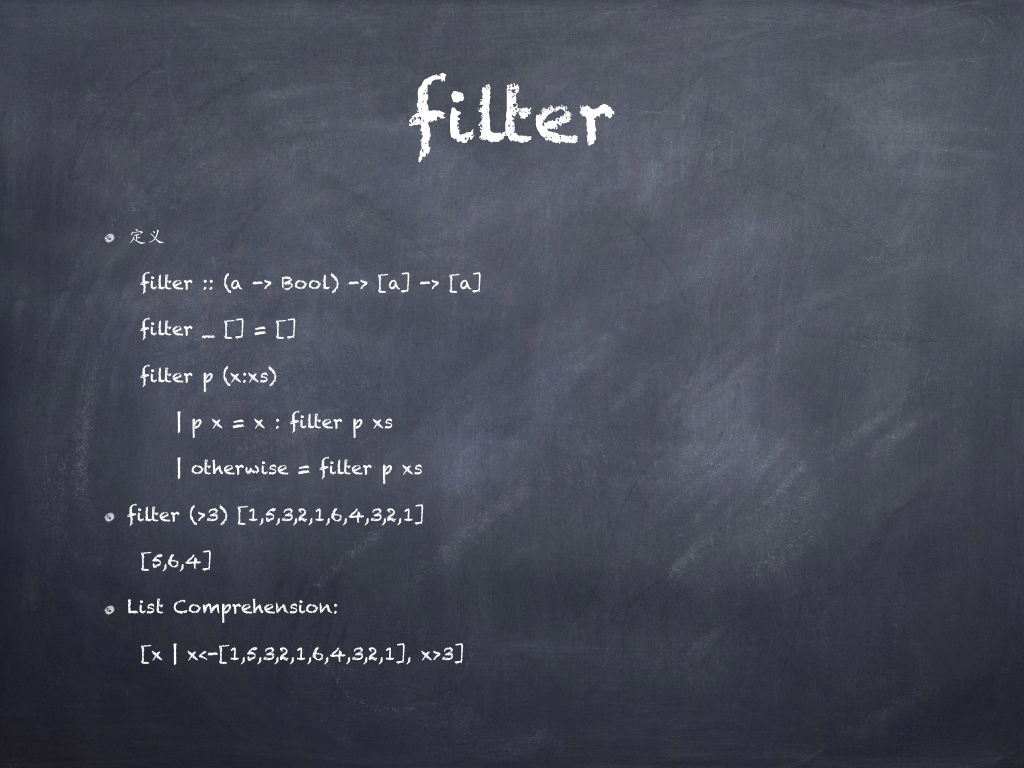 filter
定义
filter :: (a -> Bool) -> [a] -> [a]
filter _ [] = []
filter p (x:xs)
| p x = x : filter p xs
| otherwise = filter p xs
filter (>3) [1,5,3,2,1,6,4,3,2,1]
[5,6,4]
List Comprehension:
[x | x<-[1,5,3,2,1,6,4,3,2,1], x>3]